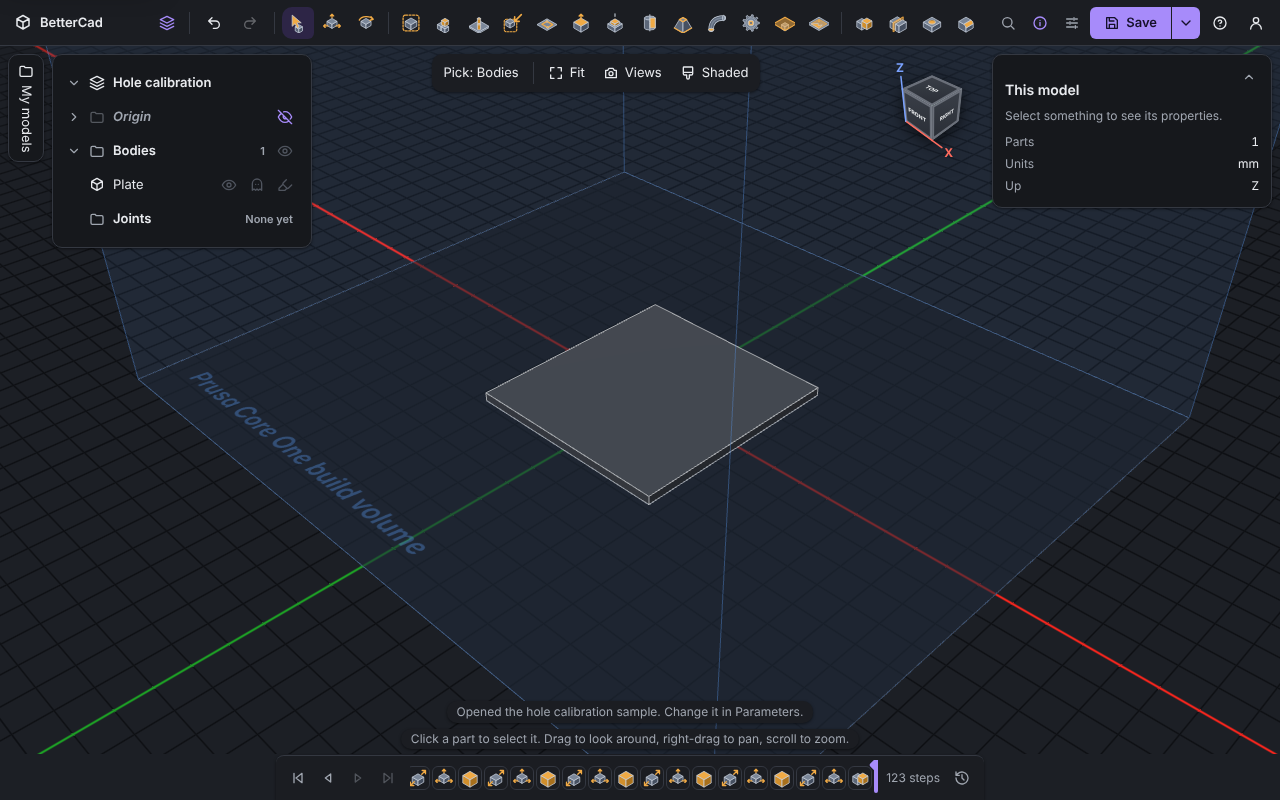 BetterCad
Save
My models
Hole calibration
Origin
Bodies
1
Plate
Joints
None yet
Pick: Bodies
Fit
Views
Shaded
Z
TOP
FRONT
RIGHT
X
This model
Select something to see its properties.
Parts
1
Units
mm
Up
Z
Prusa Core One build volume
Opened the hole calibration sample. Change it in Parameters.
Click a part to select it. Drag to look around, right-drag to pan, scroll to zoom.
123 steps